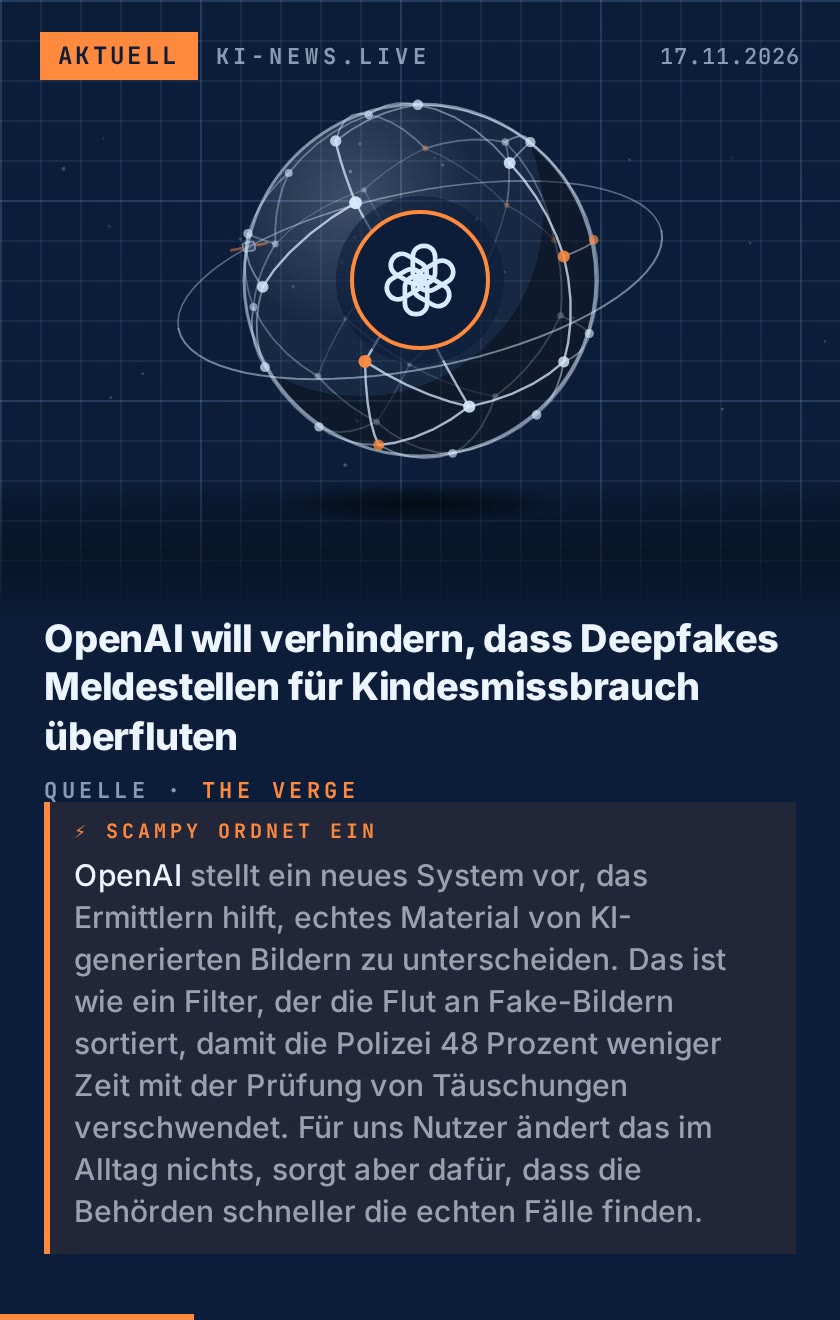 AKTUELL KI-NEWS.LIVE 17.11.2026
OpenAI will verhindern, dass Deepfakes
Meldestellen für Kindesmissbrauch
überfluten
QUELLE · THE VERGE
⚡ SCAMPY ORDNET EIN
OpenAI stellt ein neues System vor, das
Ermittlern hilft, echtes Material von KI-
generierten Bildern zu unterscheiden. Das ist
wie ein Filter, der die Flut an Fake-Bildern
sortiert, damit die Polizei 48 Prozent weniger
Zeit mit der Prüfung von Täuschungen
verschwendet. Für uns Nutzer ändert das im
Alltag nichts, sorgt aber dafür, dass die
Behörden schneller die echten Fälle finden.